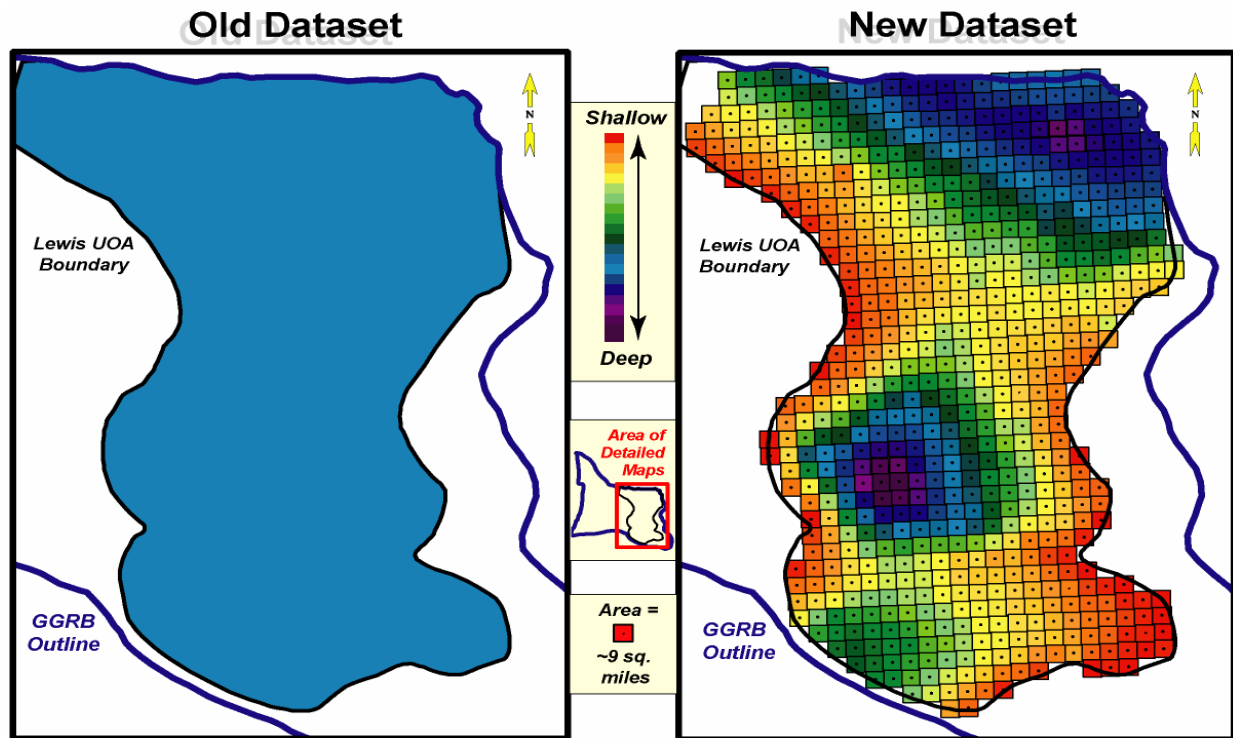 Old Dataset
N
Lewis UOA
Boundary
GGRB
Outline
Shallow
Deep
Area of
Detailed
Maps
Area =
~9 sq.
miles
New Dataset
N
Lewis UOA
Boundary
GGRB
Outline